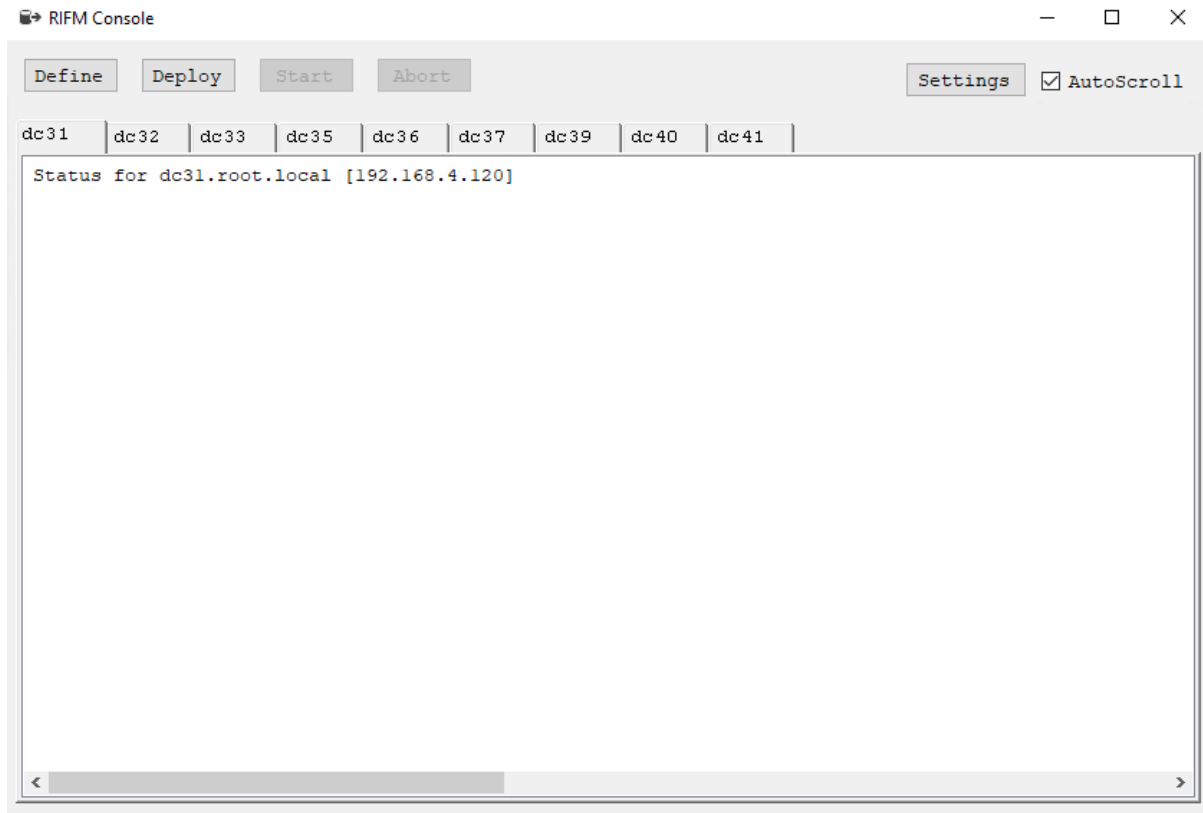 RIFM Console
Define Deploy Start Abort Settings AutoScroll
dc31 dc32 dc33 dc35 dc36 dc37 dc39 dc40 dc41
Status for dc31.root.local [192.168.4.120]